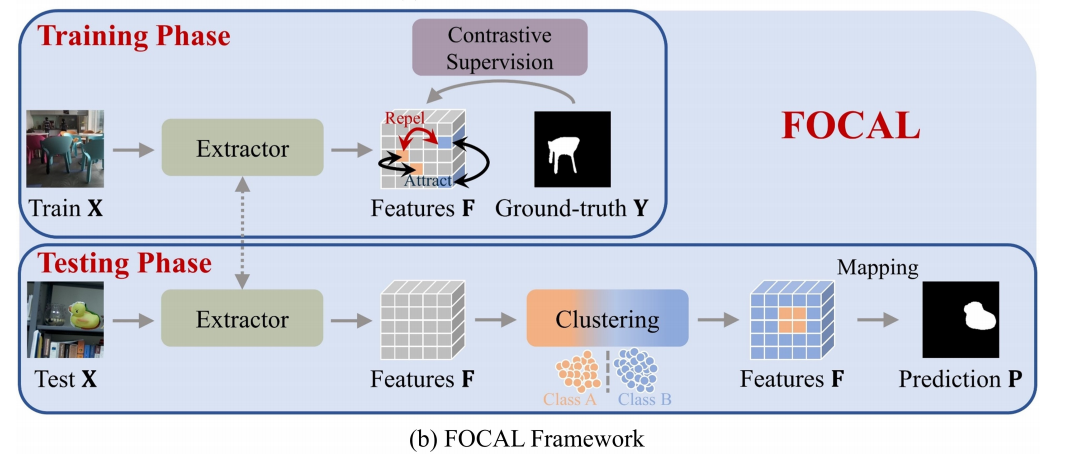 Training Phase
Contrastive
Supervision
FOCAL
Repel
Extractor
Attract
Train X
Features F
Ground-truth Y
Testing Phase
Mapping
Extractor
Clustering
Test X
Features F
Class A
Class B
Features F
Prediction P
(b) FOCAL Framework